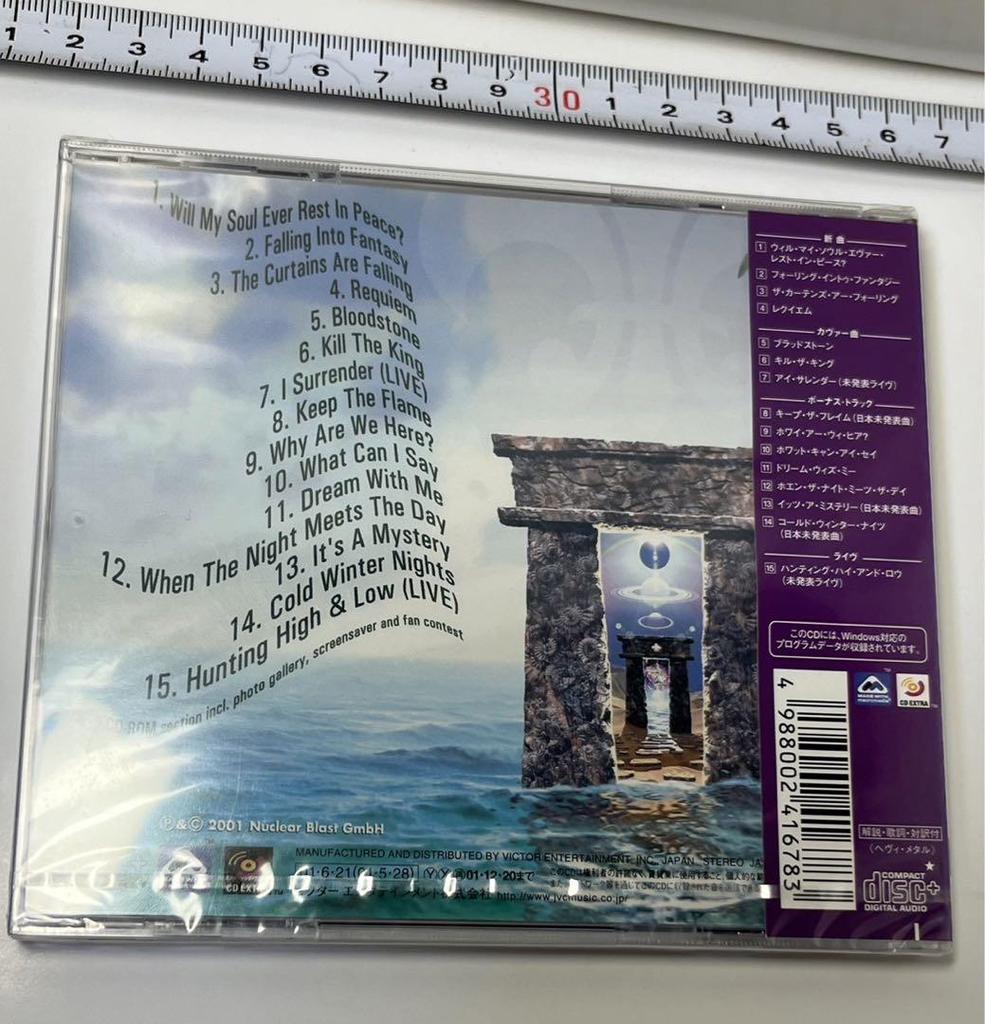 1 2 3 4 5 6 7 8 9 30 1 2 3 4 5 6 7
1. Will My Soul Ever Rest In Peace?
2. Falling Into Fantasy
3. The Curtains Are Falling
4. Requiem
5. Bloodstone
6. Kill The King
7. I Surrender (LIVE)
8. Keep The Flame
9. Why Are We Here?
10. What Can I Say
11. Dream With Me
12. When The Night Meets The Day
13. It's A Mystery
14. Cold Winter Nights
15. Hunting High & Low (LIVE)
CD-ROM section incl. photo gallery, screensaver and fan contest
Ⓟ & © 2001 Nuclear Blast GmbH
MANUFACTURED AND DISTRIBUTED BY VICTOR ENTERTAINMENT, INC., JAPAN. STEREO JA
01·12·20まで
http://www.jvcmusic.co.jp/
CD EXTRA
新曲
1 ウィル・マイ・ソウル・エヴァー・
レスト・イン・ピース?
2 フォーリング・イントゥ・ファンタジー
3 ザ・カーテンズ・アー・フォーリング
4 レクイエム
カヴァー曲
5 ブラッドストーン
6 キル・ザ・キング
7 アイ・サレンダー(未発表ライヴ)
ボーナス・トラック
8 キープ・ザ・フレイム(日本未発表曲)
9 ホワイ・アー・ウィ・ヒア?
10 ホワット・キャン・アイ・セイ
11 ドリーム・ウィズ・ミー
12 ホエン・ザ・ナイト・ミーツ・ザ・デイ
13 イッツ・ア・ミステリー(日本未発表曲)
14 コールド・ウィンター・ナイツ
(日本未発表曲)
ライヴ
15 ハンティング・ハイ・アンド・ロウ
(未発表ライヴ)
このCDには、Windows対応の
プログラムデータが収録されています。
MADE WITH
macromedia
CD EXTRA
4 988002 416783
解説・歌詞・対訳付
(ヘヴィ・メタル)
★
COMPACT
disc+
DIGITAL AUDIO
I